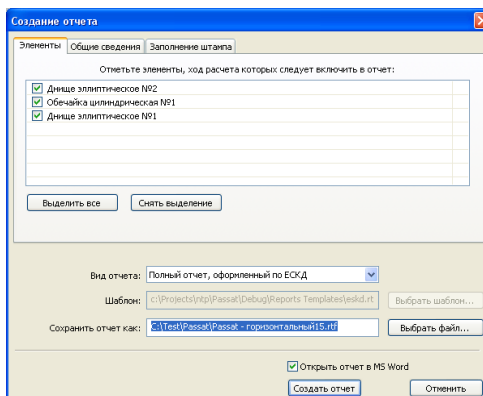 Создание отчета
Элементы Общие сведения Заполнение штампа
Отметьте элементы, ход расчета которых следует включить в отчет:
Днище эллиптическое №2
Обечайка цилиндрическая №1
Днище эллиптическое №1
Выделить все Снять выделение
Вид отчета: Полный отчет, оформленный по ЕСКД
Шаблон: c:\Projects\ntp\Passat\Debug\Reports Templates\eskd.rt Выбрать шаблон...
Сохранить отчет как: C:\Test\Passat\Passat - горизонтальный15.rtf Выбрать файл...
Открыть отчет в MS Word
Создать отчет Отменить